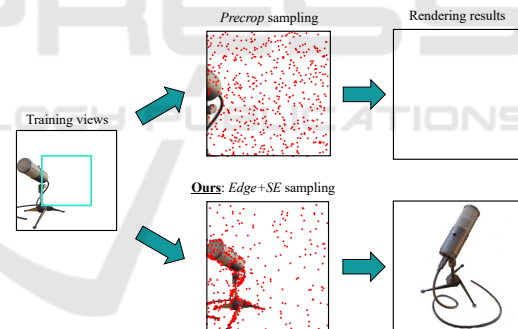 Precrop sampling
Rendering results
Training views
Ours: Edge+SE sampling